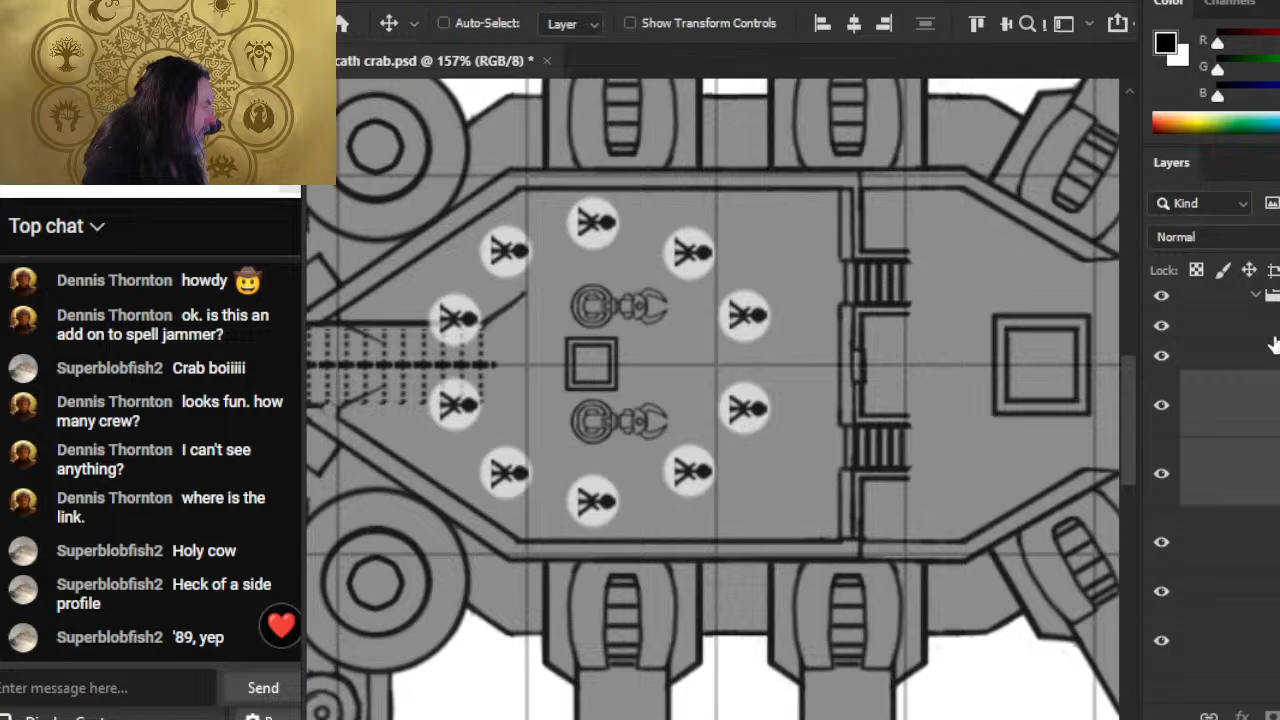 Auto-Select:
Layer
Show Transform Controls
cath crab.psd @ 157% (RGB/8) *
Color
Channels
R
G
B
Layers
Kind
Normal
Lock:
Top chat
Dennis Thornton howdy
Dennis Thornton ok. is this an
add on to spell jammer?
Superblobfish2 Crab boiiiii
Dennis Thornton looks fun. how
many crew?
Dennis Thornton I can't see
anything?
Dennis Thornton where is the
link.
Superblobfish2 Holy cow
Superblobfish2 Heck of a side
profile
Superblobfish2 '89, yep
Enter message here...
Send
fx